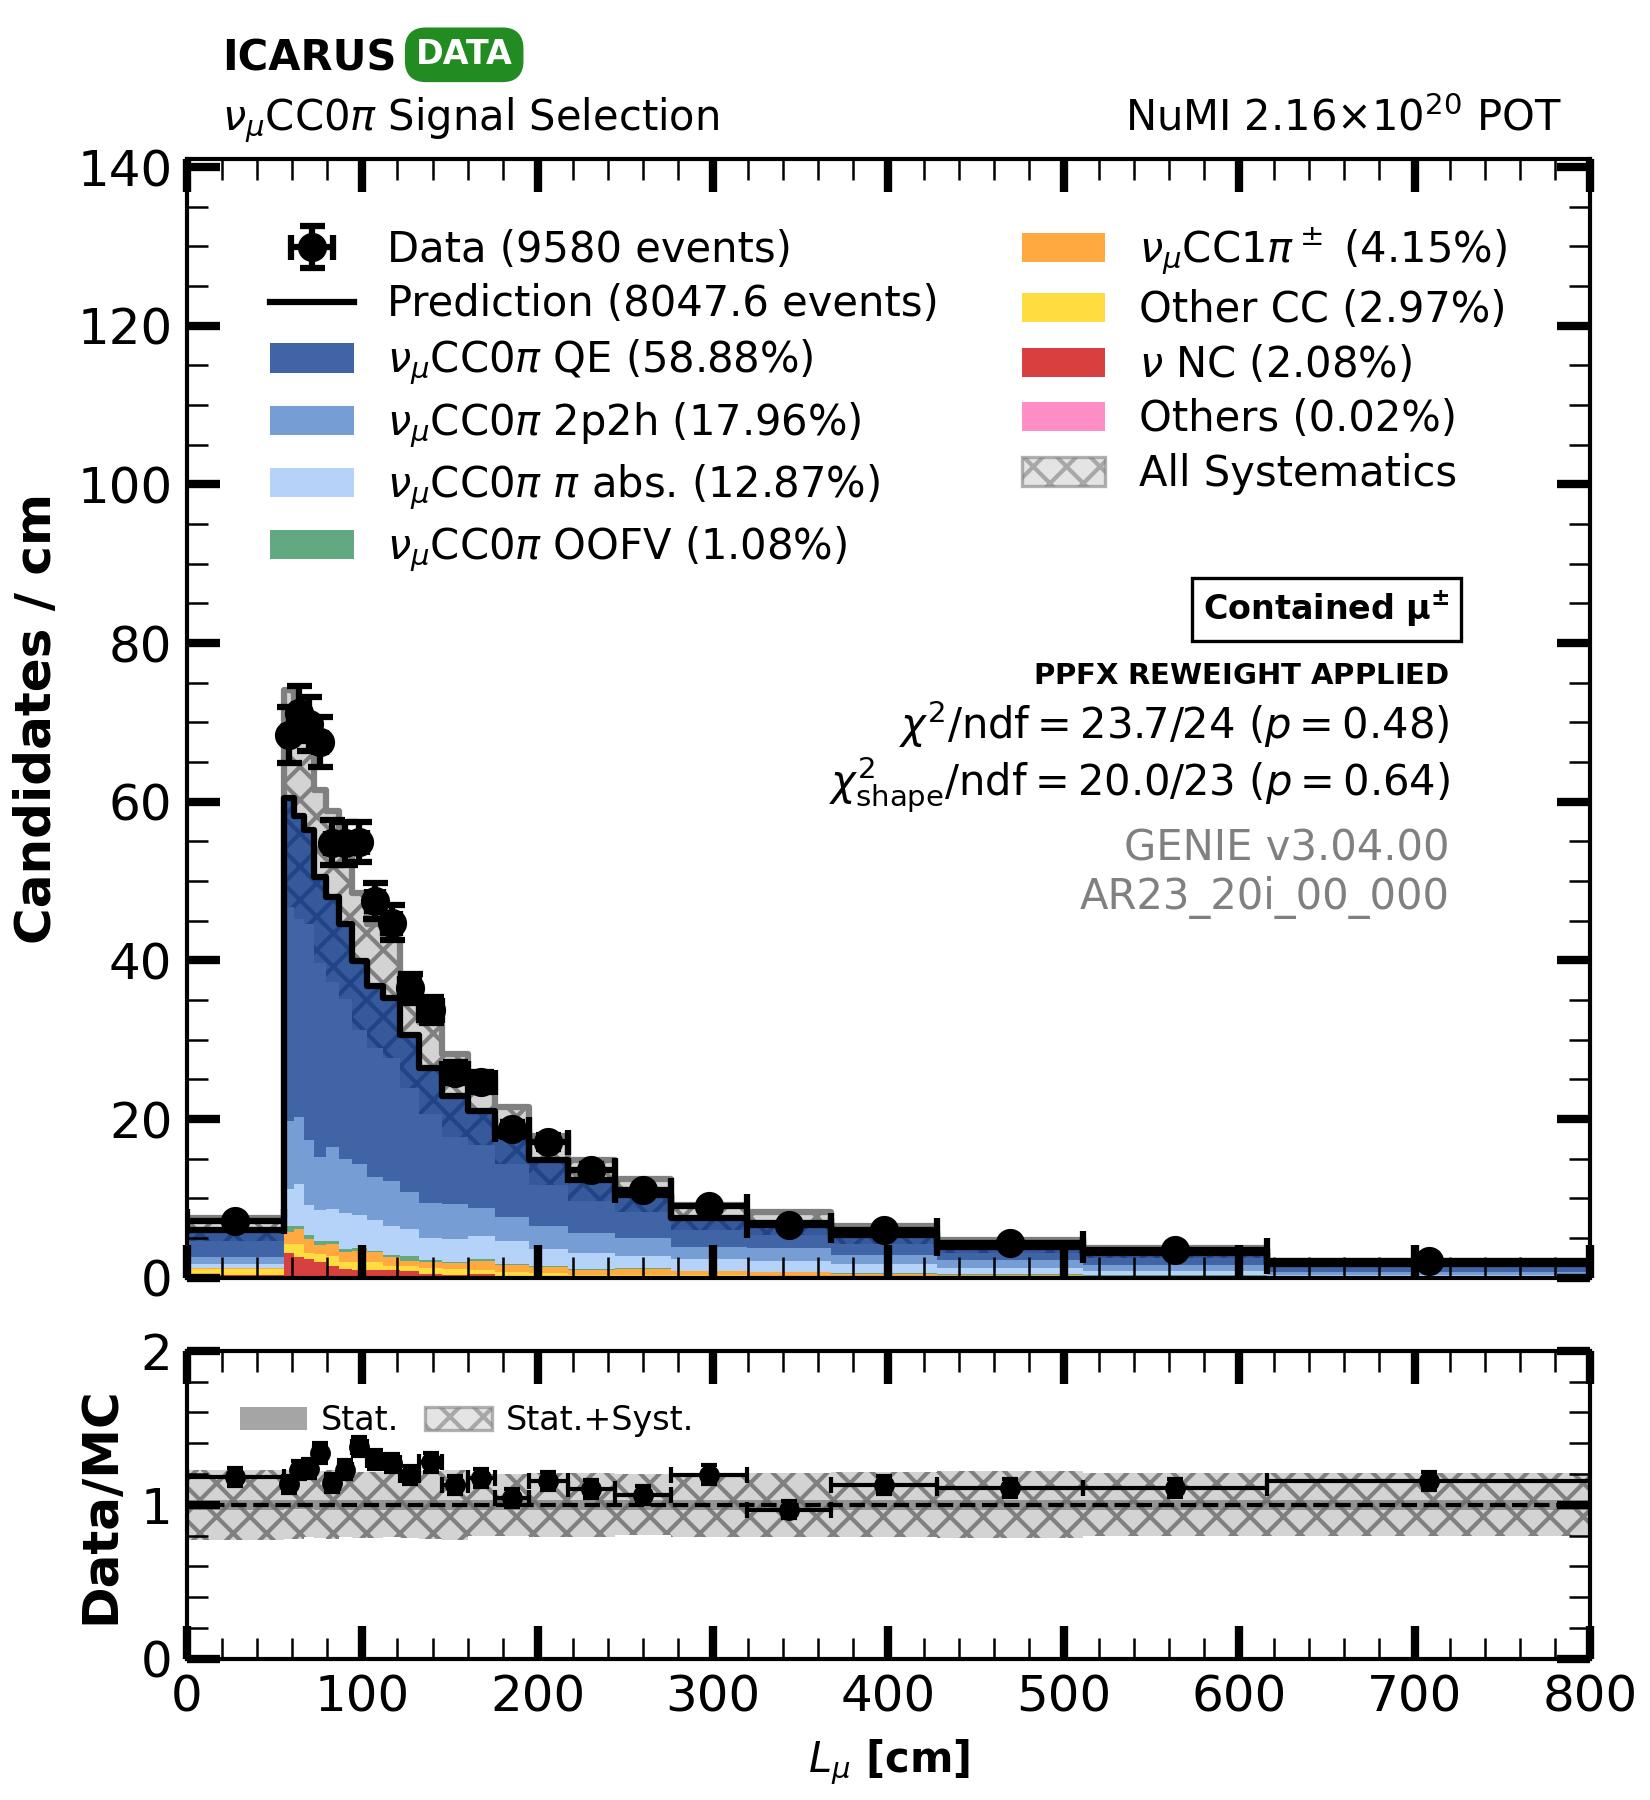 ICARUS DATA
νμCC0π Signal Selection
NuMI 2.16×10²⁰ POT
140
120
100
80
60
40
20
0
Candidates / cm
Data (9580 events)
Prediction (8047.6 events)
νμCC0π QE (58.88%)
νμCC0π 2p2h (17.96%)
νμCC0π π abs. (12.87%)
νμCC0π OOFV (1.08%)
νμCC1π± (4.15%)
Other CC (2.97%)
ν NC (2.08%)
Others (0.02%)
All Systematics
Contained μ±
PPFX REWEIGHT APPLIED
χ²/ndf = 23.7/24 (p = 0.48)
χ²shape/ndf = 20.0/23 (p = 0.64)
GENIE v3.04.00
AR23_20i_00_000
2
1
0
Data/MC
Stat.
Stat.+Syst.
0 100 200 300 400 500 600 700 800
Lμ [cm]